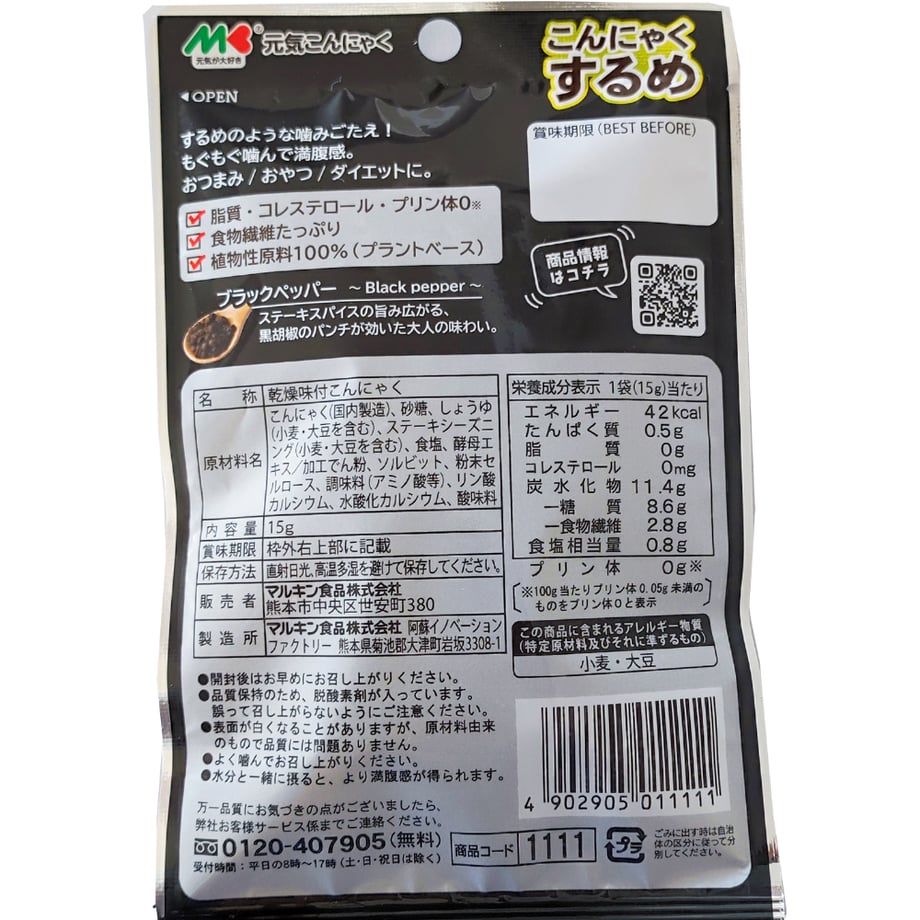 元気が大好き
元気こんにゃく
こんにゃく
するめ
◀OPEN
賞味期限(BEST BEFORE)
するめのような噛みごたえ！
もぐもぐ噛んで満腹感。
おつまみ/おやつ/ダイエットに。
脂質・コレステロール・プリン体0※
食物繊維たっぷり
植物性原料100%(プラントベース)
商品情報
はコチラ
ブラックペッパー ～Black pepper～
ステーキスパイスの旨み広がる、
黒胡椒のパンチが効いた大人の味わい。
名 称 乾燥味付こんにゃく
原材料名 こんにゃく(国内製造)、砂糖、しょうゆ
(小麦・大豆を含む)、ステーキシーズニ
ング(小麦・大豆を含む)、食塩、酵母エ
キス/加工でん粉、ソルビット、粉末セ
ルロース、調味料(アミノ酸等)、リン酸
カルシウム、水酸化カルシウム、酸味料
内容量 15g
賞味期限 枠外右上部に記載
保存方法 直射日光、高温多湿を避けて保存してください。
販売者 マルキン食品株式会社
熊本市中央区世安町380
製造所 マルキン食品株式会社 阿蘇イノベーション
ファクトリー 熊本県菊池郡大津町岩坂3308-1
栄養成分表示 1袋(15g)当たり
エネルギー 42kcal
たんぱく質 0.5g
脂質 0g
コレステロール 0mg
炭水化物 11.4g
ー糖質 8.6g
ー食物繊維 2.8g
食塩相当量 0.8g
プリン体 0g※
※100g当たりプリン体0.05g未満の
ものをプリン体0と表示
この商品に含まれるアレルギー物質
(特定原材料及びそれに準ずるもの)
小麦・大豆
●開封後はお早めにお召し上がりください。
●品質保持のため、脱酸素剤が入っています。
誤って召し上がらないようにご注意ください。
●表面が白くなることがありますが、原材料由来
のもので品質には問題ありません。
●よく噛んでお召し上がりください。
●水分と一緒に摂ると、より満腹感が得られます。
4 902905 011111
万一品質にお気づきの点がございましたら、
弊社お客様サービス係までご連絡ください。
0120-407905(無料)
受付時間：平日の8時～17時(土・日・祝日は除く)
商品コード 1111
プラ
ごみに出す時は自治
体の区分に従って分
別してください。